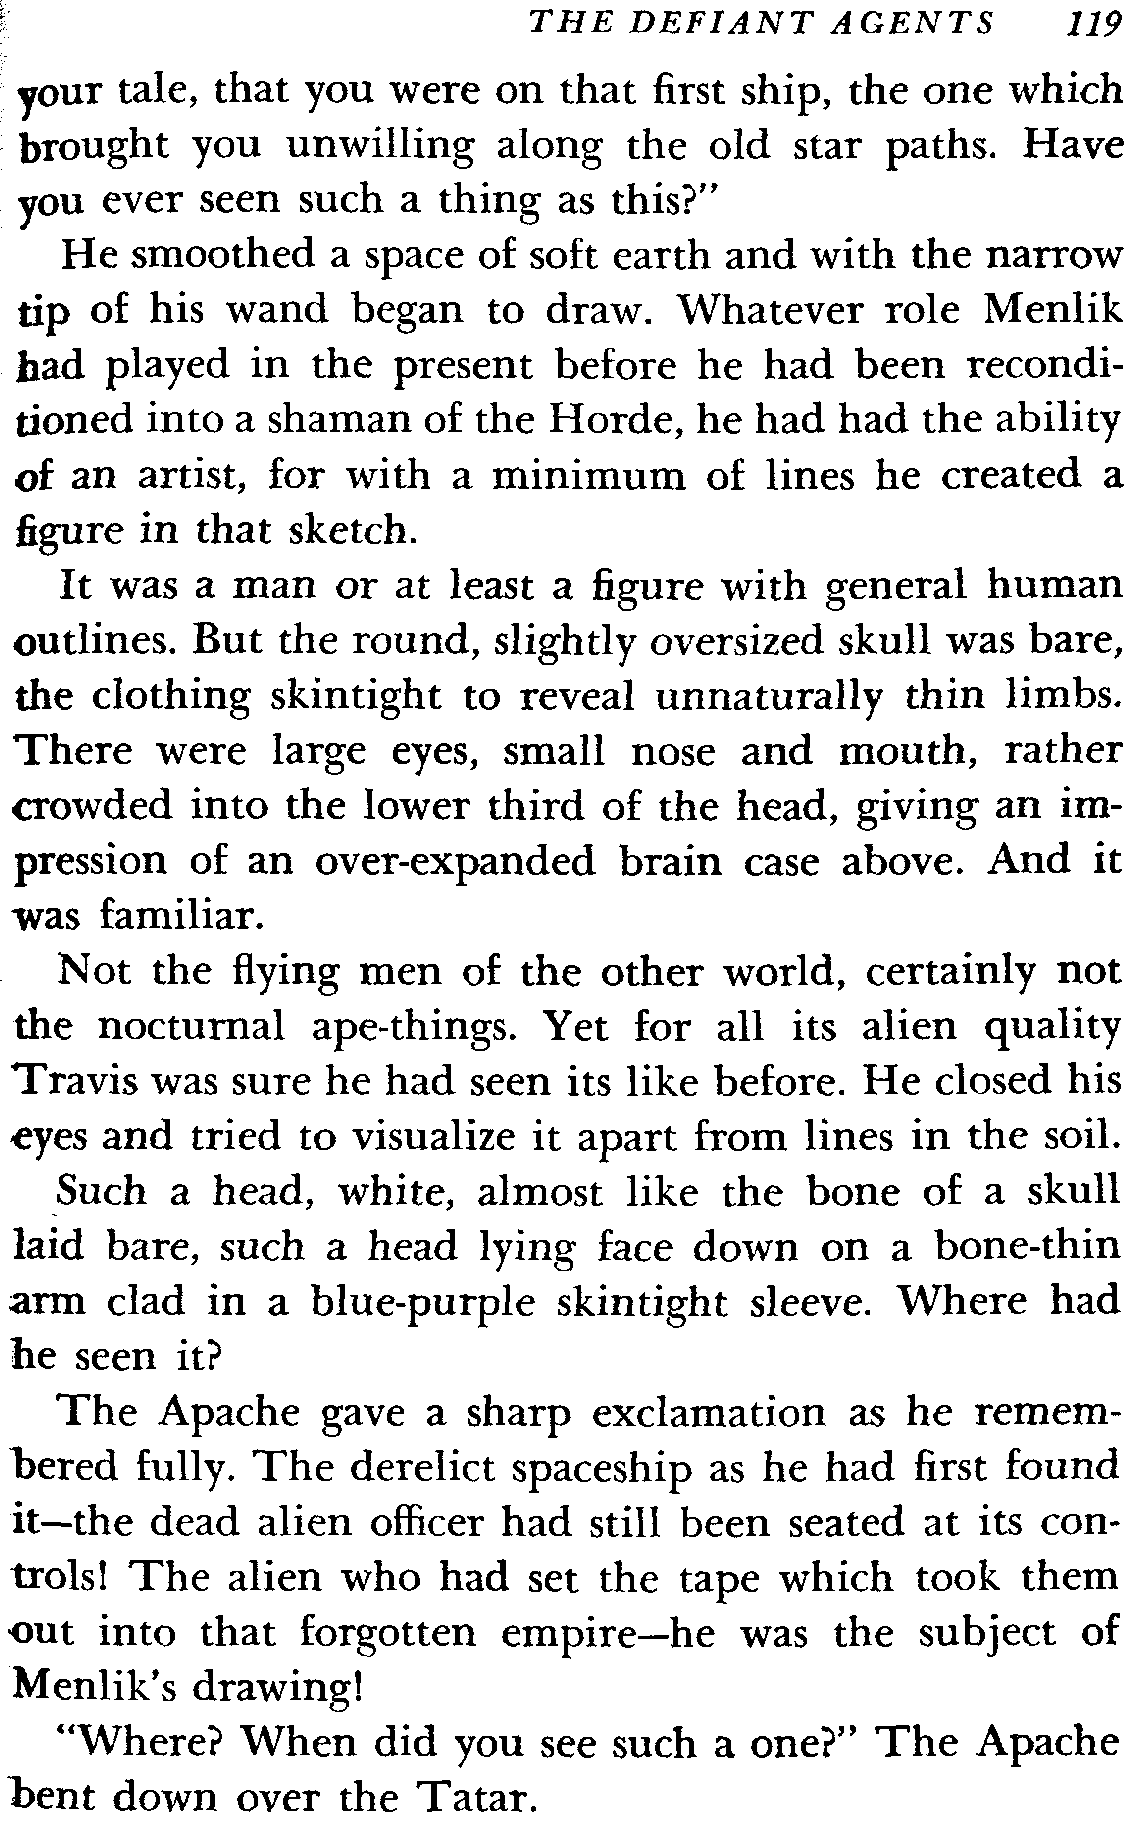 THE DEFIANT AGENTS 119
your tale, that you were on that first ship, the one which
brought you unwilling along the old star paths. Have
you ever seen such a thing as this?"
He smoothed a space of soft earth and with the narrow
tip of his wand began to draw. Whatever role Menlik
had played in the present before he had been recondi-
tioned into a shaman of the Horde, he had had the ability
of an artist, for with a minimum of lines he created a
figure in that sketch.
It was a man or at least a figure with general human
outlines. But the round, slightly oversized skull was bare,
the clothing skintight to reveal unnaturally thin limbs.
There were large eyes, small nose and mouth, rather
crowded into the lower third of the head, giving an im-
pression of an over-expanded brain case above. And it
was familiar.
Not the flying men of the other world, certainly not
the nocturnal ape-things. Yet for all its alien quality
Travis was sure he had seen its like before. He closed his
eyes and tried to visualize it apart from lines in the soil.
Such a head, white, almost like the bone of a skull
laid bare, such a head lying face down on a bone-thin
arm clad in a blue-purple skintight sleeve. Where had
he seen it?
The Apache gave a sharp exclamation as he remem-
bered fully. The derelict spaceship as he had first found
it—the dead alien officer had still been seated at its con-
trols! The alien who had set the tape which took them
out into that forgotten empire—he was the subject of
Menlik's drawing!
"Where? When did you see such a one?" The Apache
bent down over the Tatar.